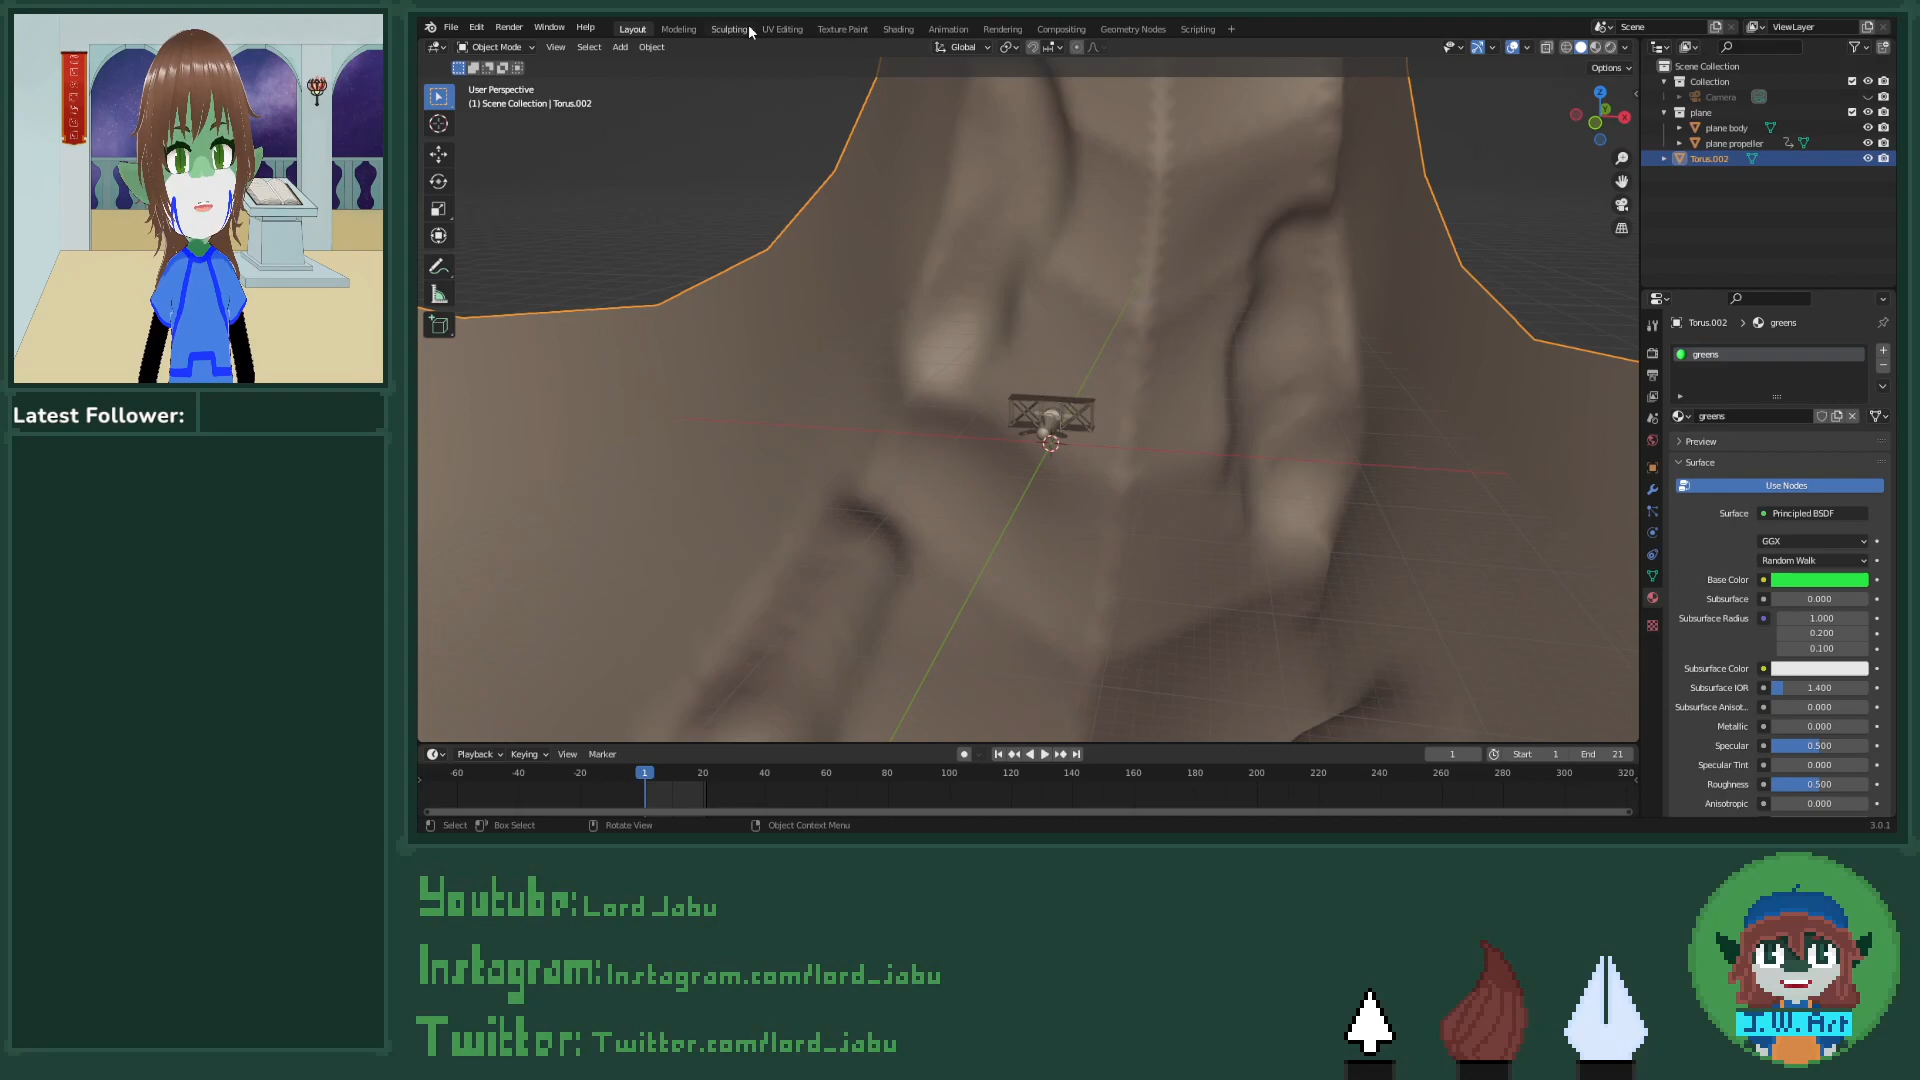 File Edit Render Window Help Layout Modeling Sculpting UV Editing Texture Paint Shading Animation Rendering Compositing Geometry Nodes Scripting + Scene ViewLayer
Object Mode View Select Add Object Global
Options
User Perspective
(1) Scene Collection | Torus.002
Z
X
Y
Scene Collection
Collection
Camera
plane
plane body
plane propeller
Torus.002
Torus.002 > greens
greens
greens
Preview
Surface
Use Nodes
Surface Principled BSDF
GGX
Random Walk
Base Color
Subsurface 0.000
Subsurface Radius 1.000
0.200
0.100
Subsurface Color
Subsurface IOR 1.400
Subsurface Anisot... 0.000
Metallic 0.000
Specular 0.500
Specular Tint 0.000
Roughness 0.500
Anisotropic 0.000
Playback Keying View Marker 1 Start 1 End 21
-60 -40 -20 1 20 40 60 80 100 120 140 160 180 200 220 240 260 280 300 320
Select Box Select Rotate View Object Context Menu 3.0.1
Latest Follower:
Youtube: Lord Jabu
Instagram: Instagram.com/lord_jabu
Twitter: Twitter.com/lord_jabu
J.W. Art